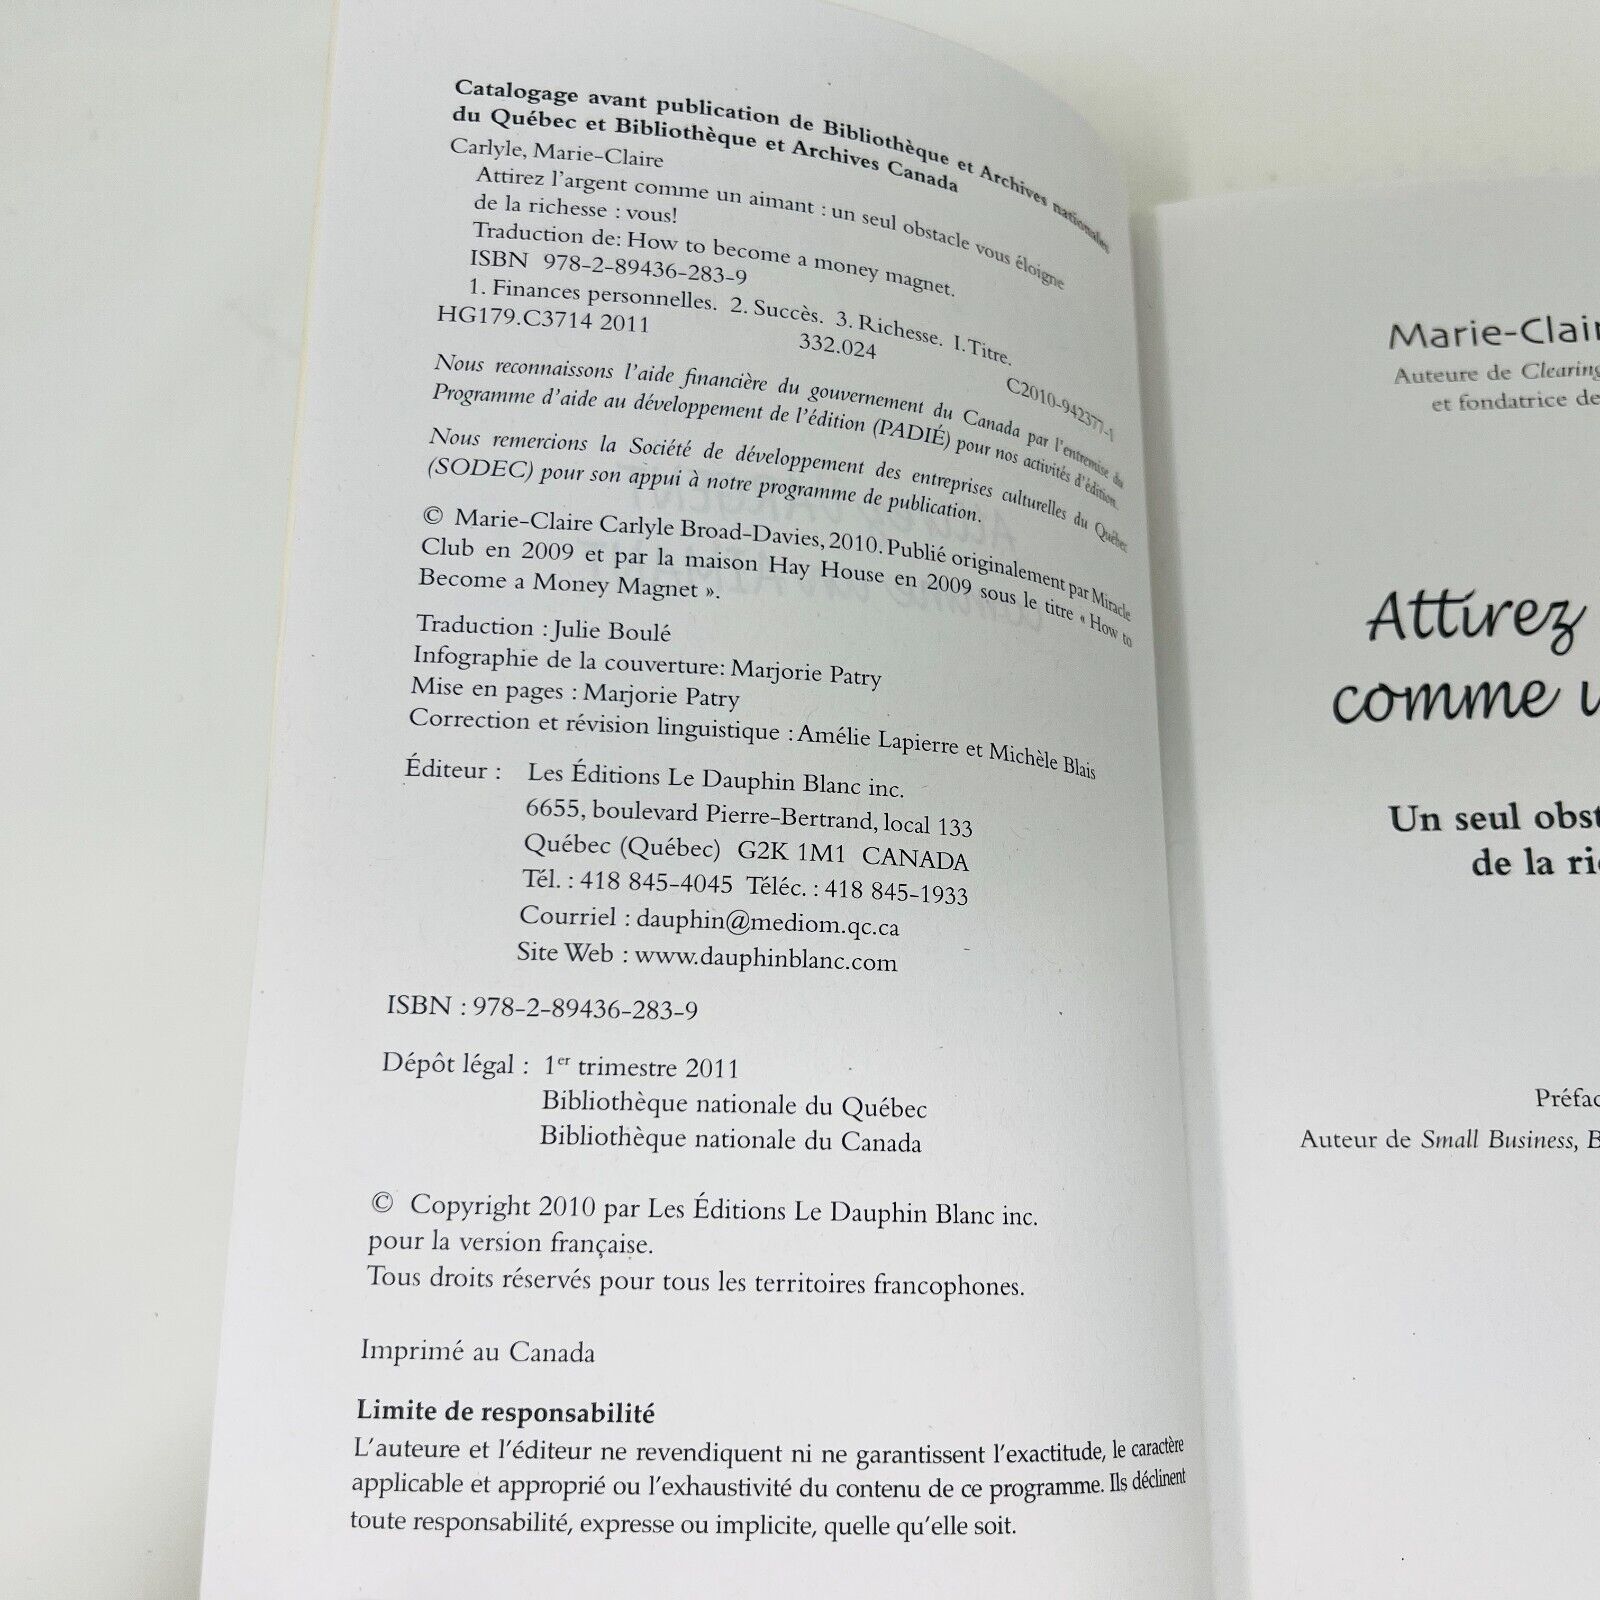 Catalogage avant publication de Bibliothèque et Archives nationales
du Québec et Bibliothèque et Archives Canada
Carlyle, Marie-Claire
Attirez l'argent comme un aimant : un seul obstacle vous éloigne
de la richesse : vous!
Traduction de: How to become a money magnet.
ISBN 978-2-89436-283-9
1. Finances personnelles. 2. Succès. 3. Richesse. I. Titre.
HG179.C3714 2011 332.024 C2010-942377-1
Nous reconnaissons l'aide financière du gouvernement du Canada par l'entremise du
Programme d'aide au développement de l'édition (PADIÉ) pour nos activités d'édition.
Nous remercions la Société de développement des entreprises culturelles du Québec
(SODEC) pour son appui à notre programme de publication.
© Marie-Claire Carlyle Broad-Davies, 2010. Publié originalement par Miracle
Club en 2009 et par la maison Hay House en 2009 sous le titre « How to
Become a Money Magnet ».
Traduction : Julie Boulé
Infographie de la couverture: Marjorie Patry
Mise en pages : Marjorie Patry
Correction et révision linguistique : Amélie Lapierre et Michèle Blais
Éditeur : Les Éditions Le Dauphin Blanc inc.
6655, boulevard Pierre-Bertrand, local 133
Québec (Québec) G2K 1M1 CANADA
Tél. : 418 845-4045 Téléc. : 418 845-1933
Courriel : dauphin@mediom.qc.ca
Site Web : www.dauphinblanc.com
ISBN : 978-2-89436-283-9
Dépôt légal : 1er trimestre 2011
Bibliothèque nationale du Québec
Bibliothèque nationale du Canada
© Copyright 2010 par Les Éditions Le Dauphin Blanc inc.
pour la version française.
Tous droits réservés pour tous les territoires francophones.
Imprimé au Canada
Limite de responsabilité
L'auteure et l'éditeur ne revendiquent ni ne garantissent l'exactitude, le caractère
applicable et approprié ou l'exhaustivité du contenu de ce programme. Ils déclinent
toute responsabilité, expresse ou implicite, quelle qu'elle soit.
Marie-Clair
Auteure de Clearing
et fondatrice de
Attirez
comme u
Un seul obst
de la ri
Préfac
Auteur de Small Business, B